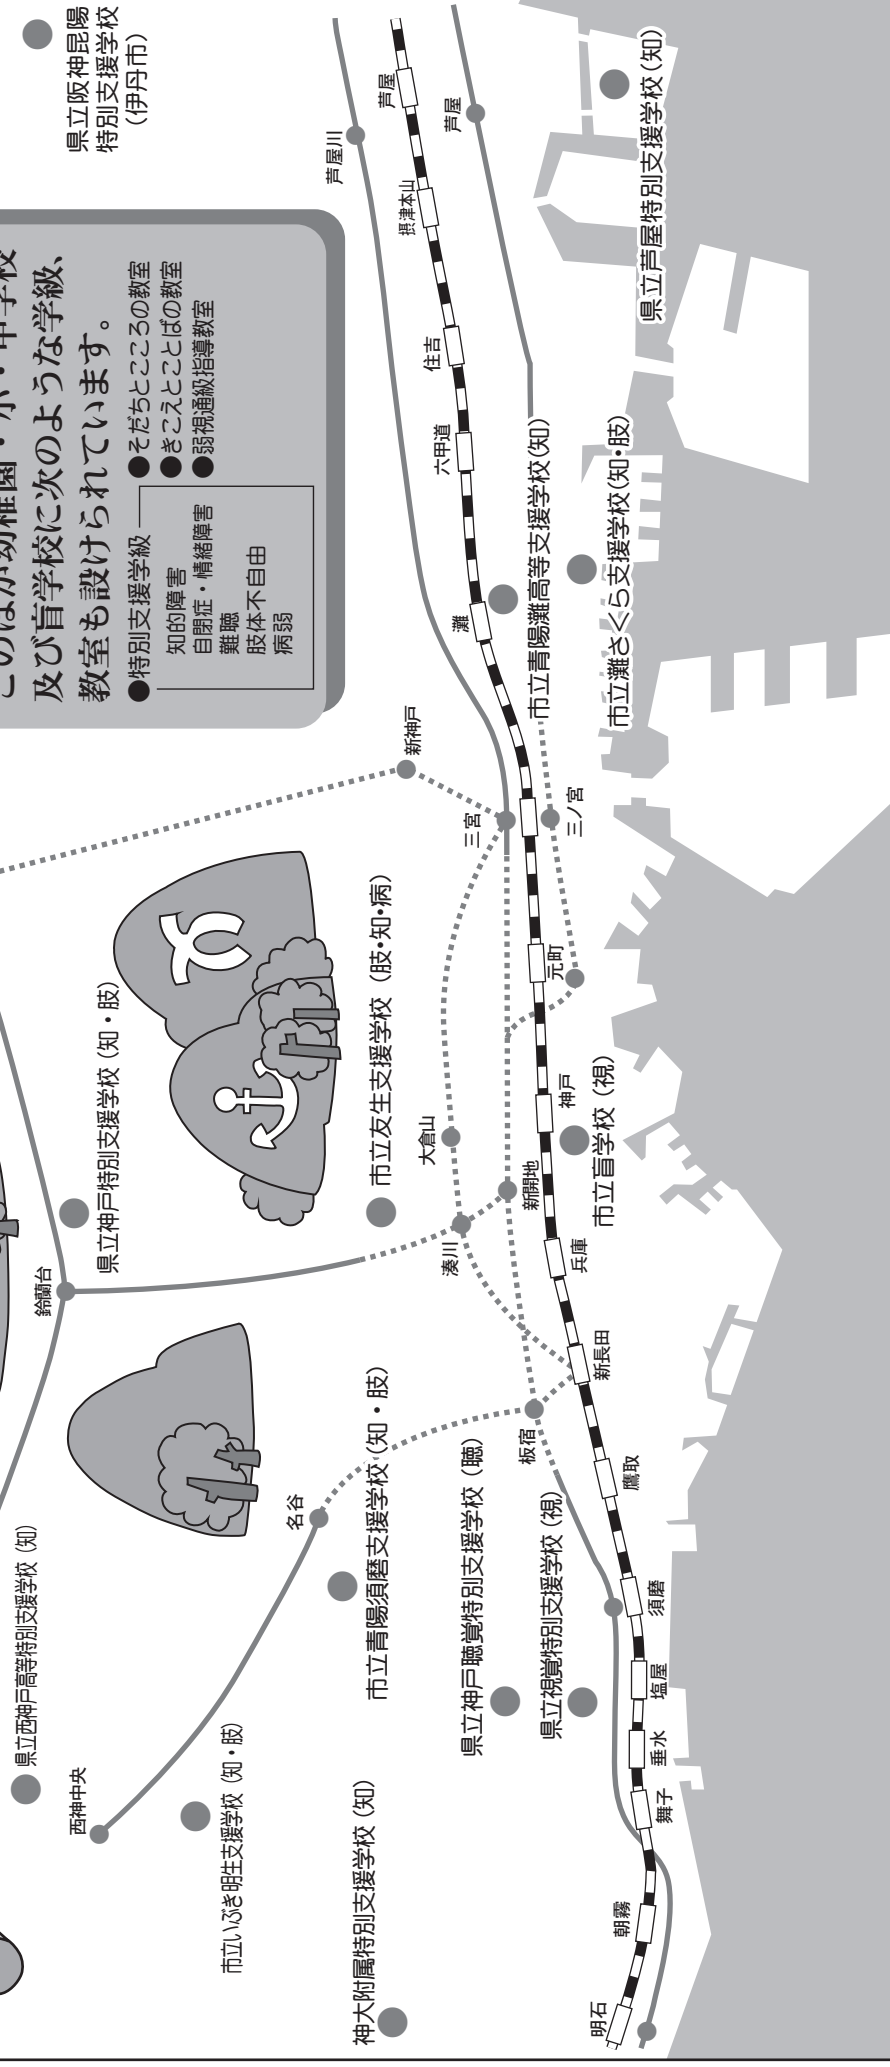 県立阪神昆陽
特別支援学校
（伊丹市）
このほか幼稚園・小・中学校
及び盲学校に次のような学級、
教室も設けられています。
●特別支援学級
知的障害
自閉症・情緒障害
難聴
肢体不自由
病弱
●そだちとこころの教室
●きこえとことばの教室
●弱視通級指導教室
県立西神戸高等特別支援学校（知）
西神中央
市立いぶき明生支援学校（知・肢）
神大附属特別支援学校（知）
名谷
市立青陽須磨支援学校（知・肢）
県立神戸聴覚特別支援学校（聴）
県立視覚特別支援学校（視）
鈴蘭台
県立神戸特別支援学校（知・肢）
市立友生支援学校（肢・知・病）
大倉山
湊川
新開地
板宿
新神戸
三宮
三ノ宮
元町
神戸
市立盲学校（視）
兵庫
新長田
鷹取
須磨
塩屋
垂水
舞子
朝霧
明石
灘
六甲道
住吉
摂津本山
芦屋
芦屋川
芦屋
市立青陽灘高等支援学校（知）
市立灘さくら支援学校（知・肢）
県立芦屋特別支援学校（知）